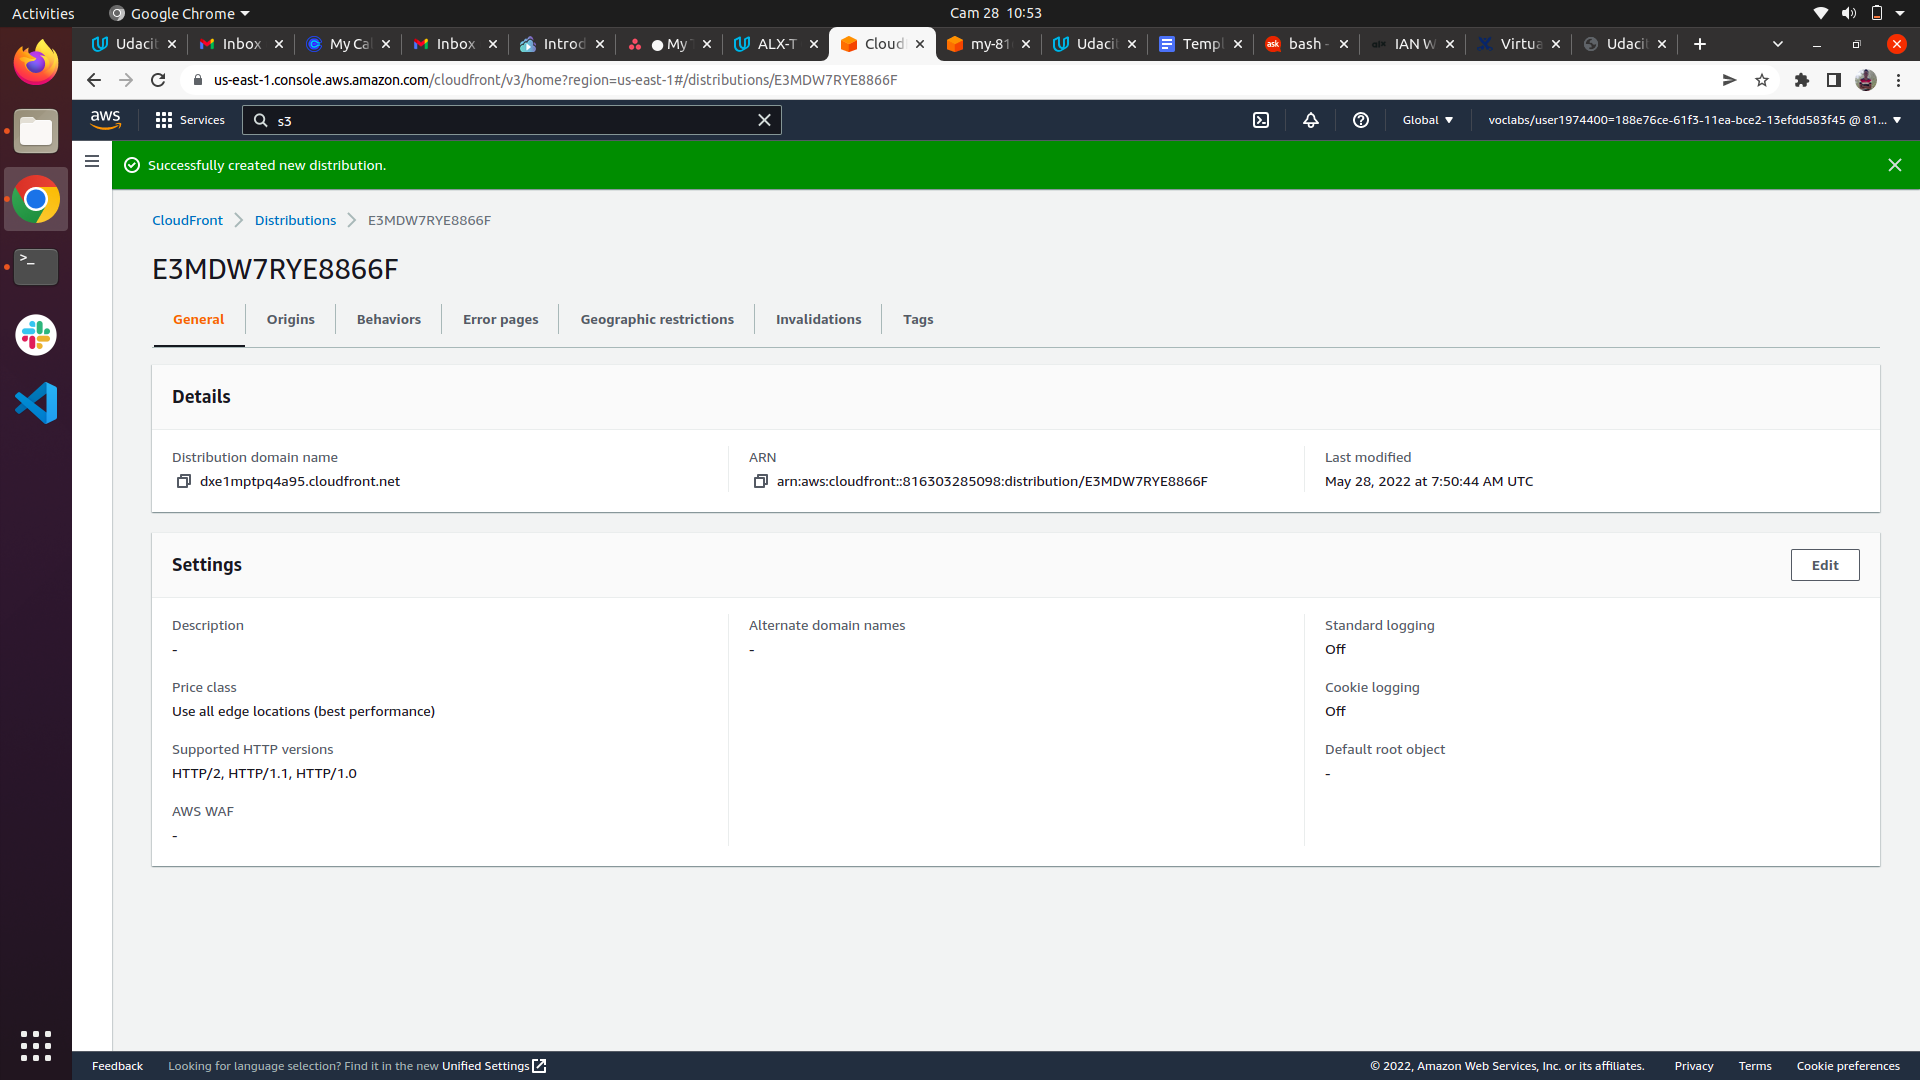 Activities
Google Chrome
Cam 28 10:53
Udacit
Inbox
My Cal
Inbox
Introd
My T
ALX-T
Cloudf
my-816
Udacit
Templ
ask
bash -
IAN W
Virtua
Udacit
us-east-1.console.aws.amazon.com/cloudfront/v3/home?region=us-east-1#/distributions/E3MDW7RYE8866F
aws
Services
s3
Global
voclabs/user1974400=188e76ce-61f3-11ea-bce2-13efdd583f45 @ 81...
Successfully created new distribution.
CloudFront
Distributions
E3MDW7RYE8866F
E3MDW7RYE8866F
General
Origins
Behaviors
Error pages
Geographic restrictions
Invalidations
Tags
Details
Distribution domain name
dxe1mptpq4a95.cloudfront.net
ARN
arn:aws:cloudfront::816303285098:distribution/E3MDW7RYE8866F
Last modified
May 28, 2022 at 7:50:44 AM UTC
Settings
Edit
Description
-
Price class
Use all edge locations (best performance)
Supported HTTP versions
HTTP/2, HTTP/1.1, HTTP/1.0
AWS WAF
-
Alternate domain names
-
Standard logging
Off
Cookie logging
Off
Default root object
-
Feedback
Looking for language selection? Find it in the new Unified Settings
© 2022, Amazon Web Services, Inc. or its affiliates.
Privacy
Terms
Cookie preferences